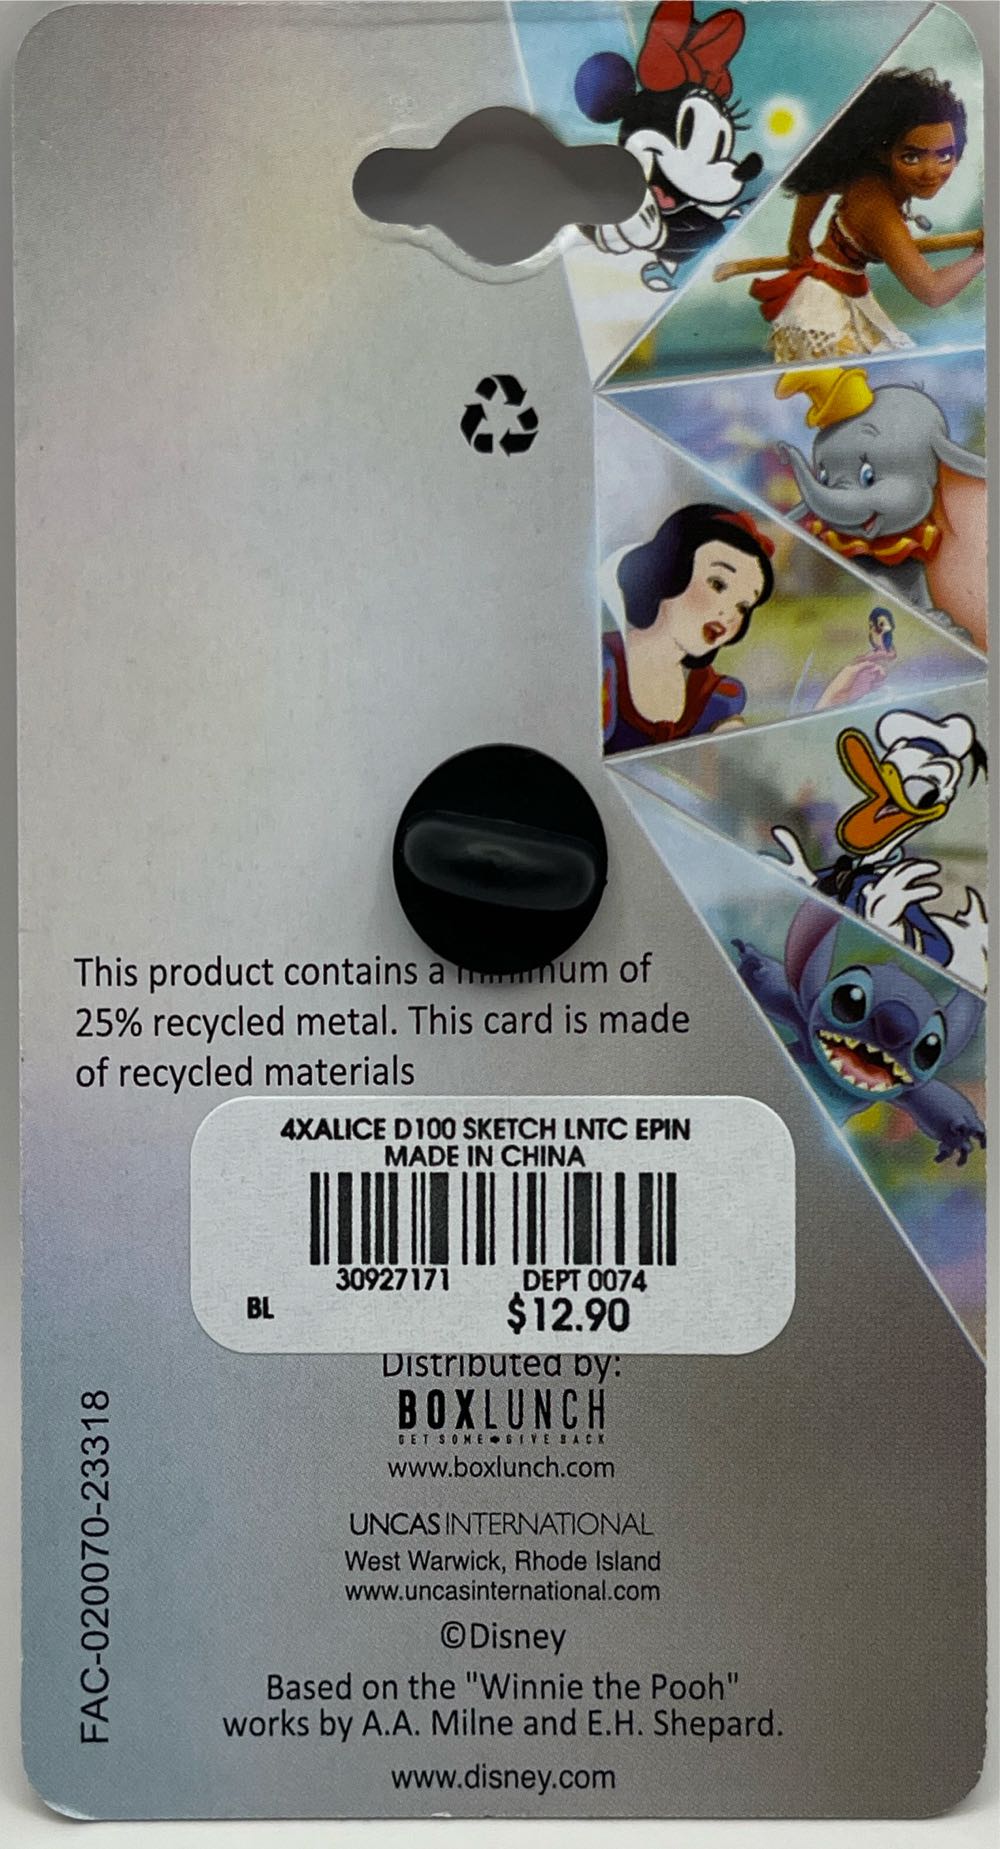 This product contains a minimum of
25% recycled metal. This card is made
of recycled materials
4XALICE D100 SKETCH LNTC EPIN
MADE IN CHINA
30927171 DEPT 0074
BL $12.90
Distributed by:
BOXLUNCH
GET SOME GIVE BACK
www.boxlunch.com
UNCAS INTERNATIONAL
West Warwick, Rhode Island
www.uncasinternational.com
©Disney
Based on the "Winnie the Pooh"
works by A.A. Milne and E.H. Shepard.
www.disney.com
FAC-020070-23318